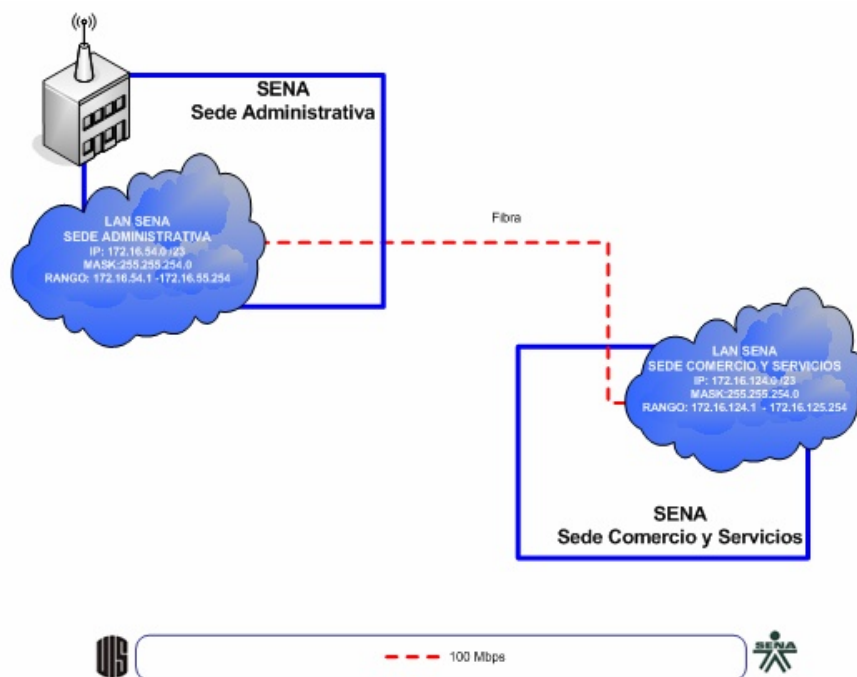 SENA
Sede Administrativa
LAN SENA
SEDE ADMINISTRATIVA
IP: 172.16.54.0 /23
MASK:255.255.254.0
RANGO: 172.16.54.1 -172.16.55.254
Fibra
LAN SENA
SEDE COMERCIO Y SERVICIOS
IP: 172.16.124.0 /23
MASK:255.255.254.0
RANGO: 172.16.124.1 - 172.16.125.254
SENA
Sede Comercio y Servicios
UIS
100 Mbps
SENA